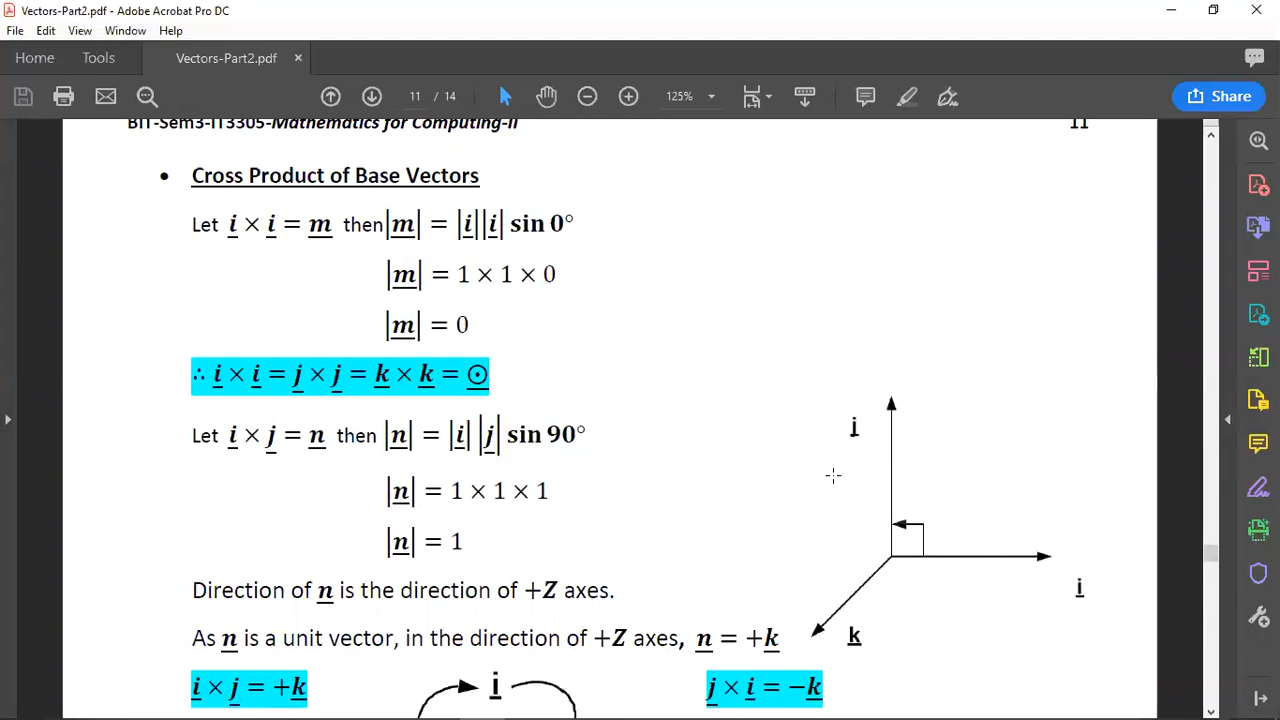 Vectors-Part2.pdf - Adobe Acrobat Pro DC
File Edit View Window Help
Home Tools Vectors-Part2.pdf ×
11 / 14 125% Share
BIT-Sem3-IT3305-Mathematics for Computing-II 11
• Cross Product of Base Vectors
Let i × i = m then |m| = |i||i| sin 0°
|m| = 1 × 1 × 0
|m| = 0
∴ i × i = j × j = k × k = ⊙
Let i × j = n then |n| = |i| |j| sin 90°
|n| = 1 × 1 × 1
|n| = 1
j
i
k
Direction of n is the direction of +Z axes.
As n is a unit vector, in the direction of +Z axes, n = +k
i × j = +k i j × i = −k